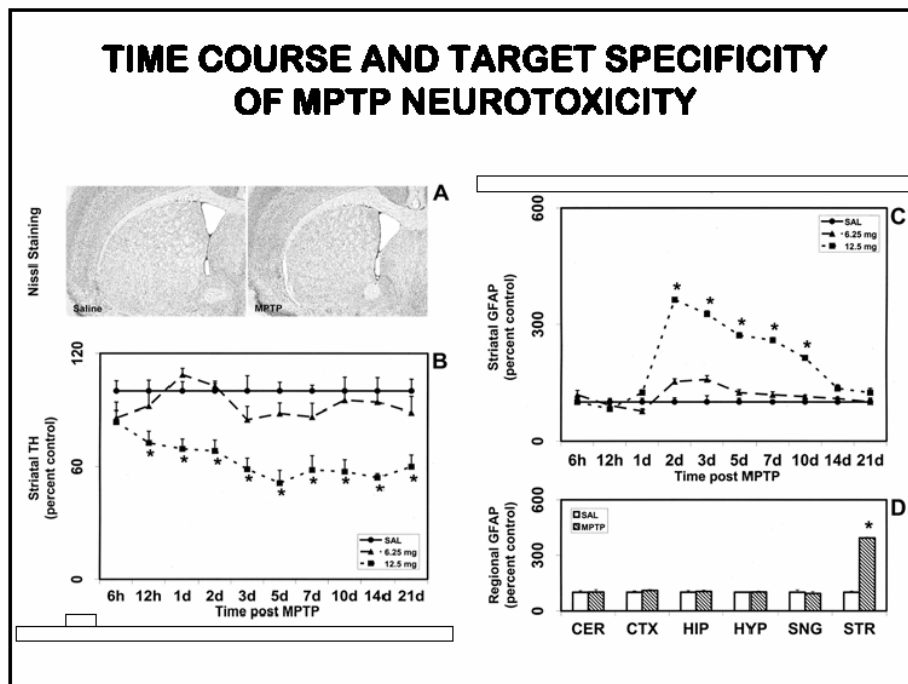 TIME COURSE AND TARGET SPECIFICITY
OF MPTP NEUROTOXICITY
A
Nissl Staining
Saline
MPTP
B
120
60
0
Striatal TH
(percent control)
SAL
6.25 mg
12.5 mg
* * * * * * * *
6h 12h 1d 2d 3d 5d 7d 10d 14d 21d
Time post MPTP
C
600
300
0
Striatal GFAP
(percent control)
SAL
6.25 mg
12.5 mg
* * * * *
6h 12h 1d 2d 3d 5d 7d 10d 14d 21d
Time post MPTP
D
600
300
0
Regional GFAP
(percent control)
SAL
MPTP
*
CER CTX HIP HYP SNG STR